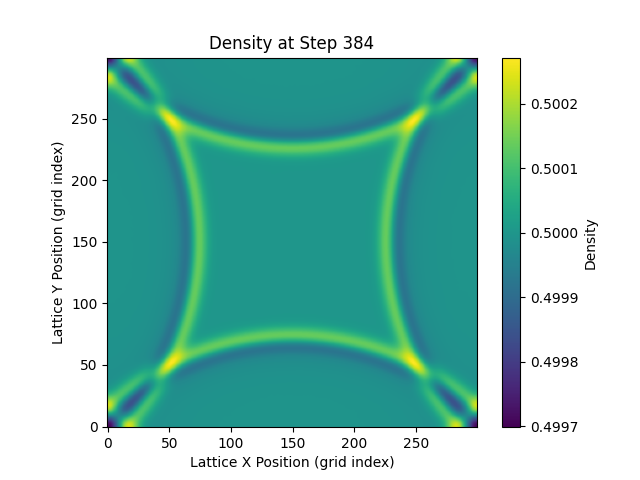 Density at Step 384
250
200
150
100
50
0
0 50 100 150 200 250
Lattice Y Position (grid index)
Lattice X Position (grid index)
0.5002
0.5001
0.5000
0.4999
0.4998
0.4997
Density